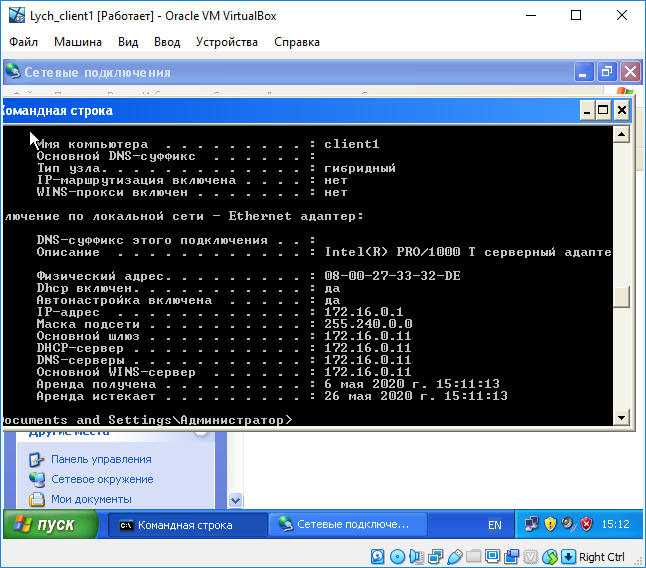 Lych_client1 [Работает] - Oracle VM VirtualBox
Файл Машина Вид Ввод Устройства Справка
Сетевые подключения
Командная строка
Имя компьютера . . . . . . . . . : client1
Основной DNS-суффикс . . . . . . :
Тип узла. . . . . . . . . . . . . : гибридный
IP-маршрутизация включена . . . . : нет
WINS-прокси включен . . . . . . . : нет
лючение по локальной сети - Ethernet адаптер:
DNS-суффикс этого подключения . . :
Описание . . . . . . . . . . . . : Intel(R) PRO/1000 T серверный адапте
Физический адрес. . . . . . . . . : 08-00-27-33-32-DE
Dhcp включен. . . . . . . . . . . : да
Автонастройка включена . . . . . : да
IP-адрес . . . . . . . . . . . . : 172.16.0.1
Маска подсети . . . . . . . . . . : 255.240.0.0
Основной шлюз . . . . . . . . . . : 172.16.0.11
DHCP-сервер . . . . . . . . . . . : 172.16.0.11
DNS-серверы . . . . . . . . . . . : 172.16.0.11
Основной WINS-сервер . . . . . . : 172.16.0.11
Аренда получена . . . . . . . . . : 6 мая 2020 г. 15:11:13
Аренда истекает . . . . . . . . . : 26 мая 2020 г. 15:11:13
ocuments and Settings\Администратор>
Другие места
Панель управления
Сетевое окружение
Мои документы
пуск
Командная строка
Сетевые подключе...
EN
15:12
Right Ctrl